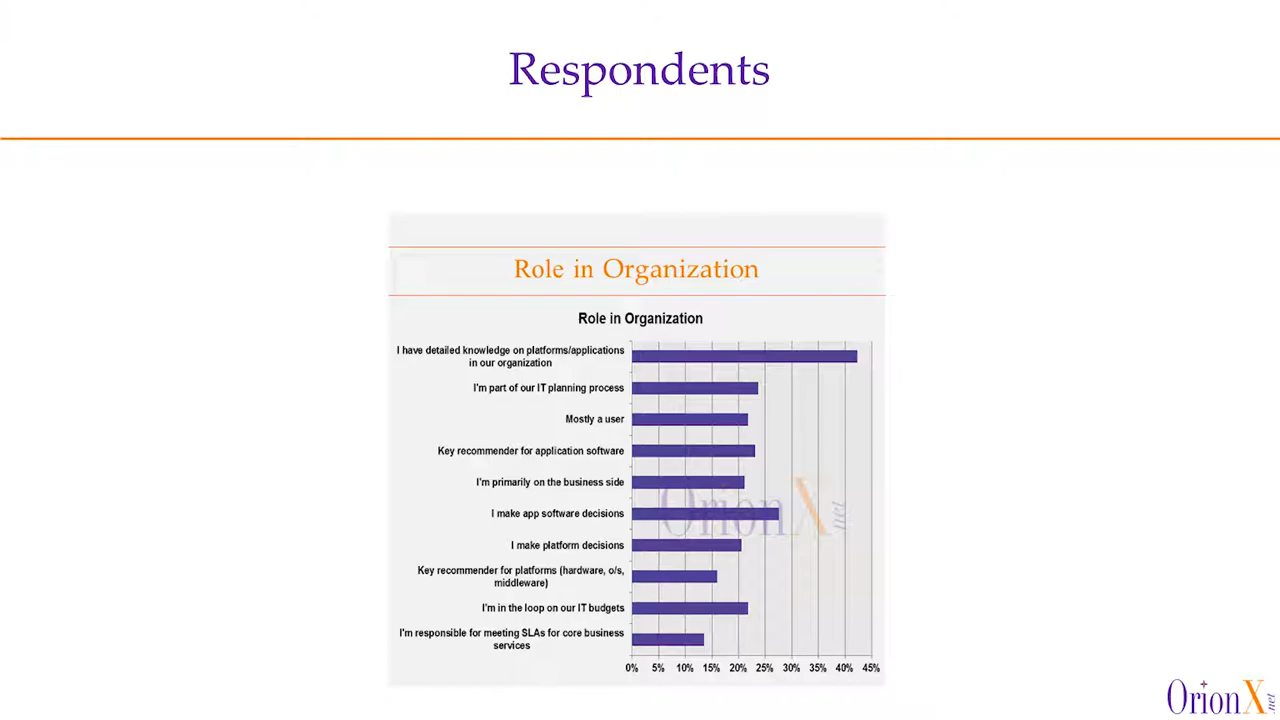 Respondents
Role in Organization
Role in Organization
I have detailed knowledge on platforms/applications
in our organization
I'm part of our IT planning process
Mostly a user
Key recommender for application software
I'm primarily on the business side
I make app software decisions
I make platform decisions
Key recommender for platforms (hardware, o/s,
middleware)
I'm in the loop on our IT budgets
I'm responsible for meeting SLAs for core business
services
0% 5% 10% 15% 20% 25% 30% 35% 40% 45%
OrionX.net
OrionX.net